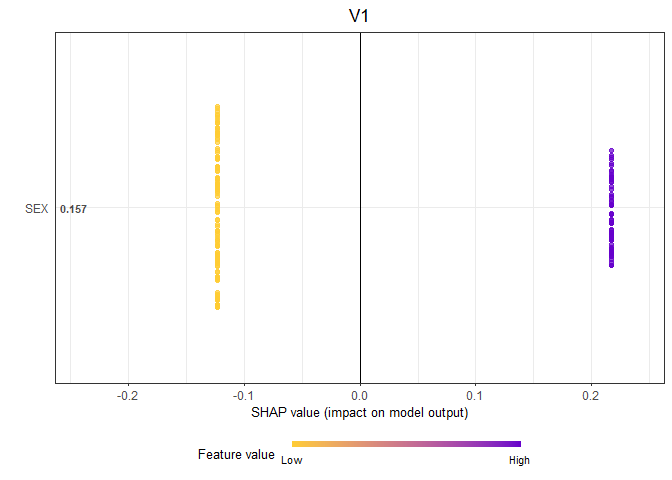 V1
SEX 0.157
-0.2 -0.1 0.0 0.1 0.2
SHAP value (impact on model output)
Feature value
Low High